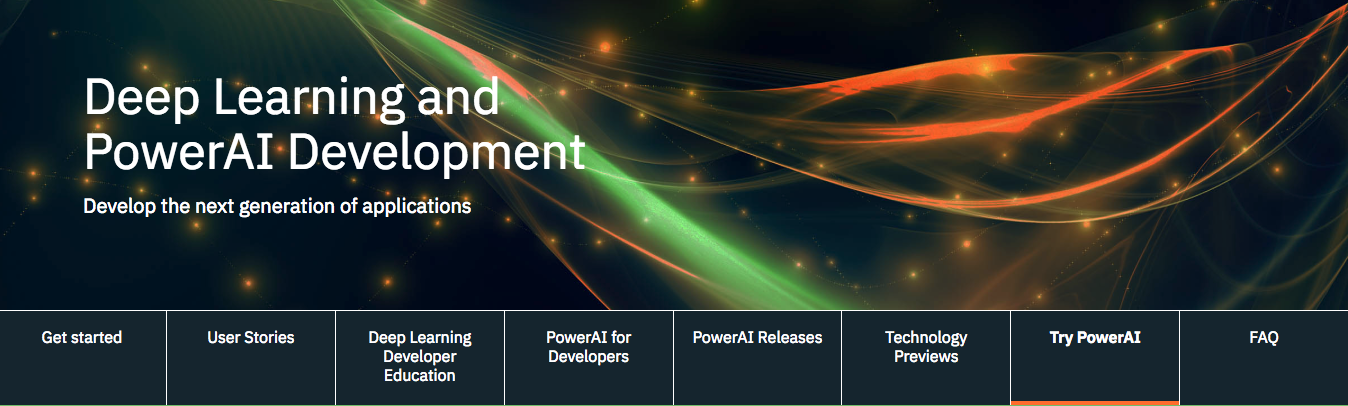 Deep Learning and
PowerAI Development
Develop the next generation of applications
Get started
User Stories
Deep Learning
Developer
Education
PowerAI for
Developers
PowerAI Releases
Technology
Previews
Try PowerAI
FAQ